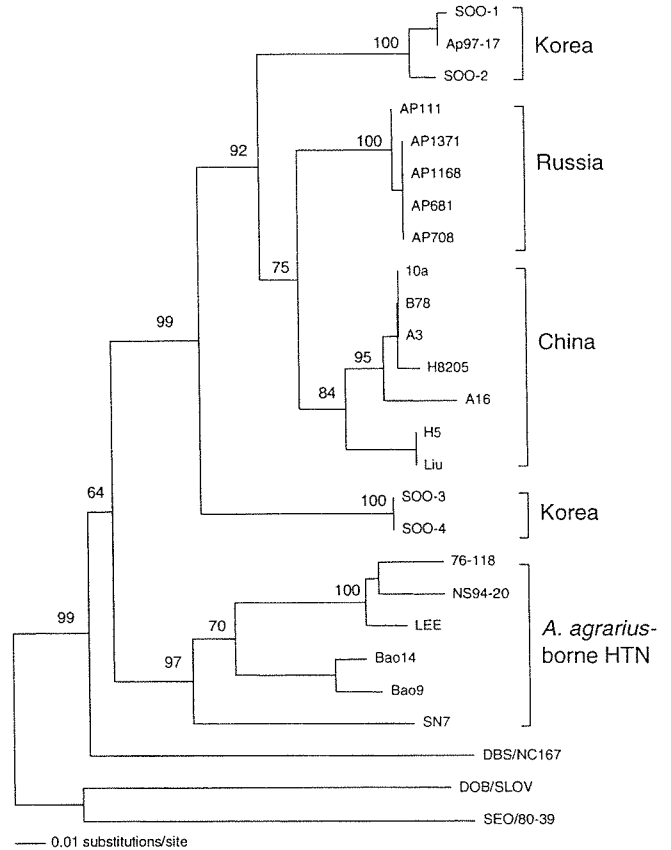 SOO-1
100
Ap97-17
Korea
SOO-2
AP111
100
AP1371
92
AP1168
Russia
AP681
AP708
75
10a
B78
A3
China
99
95
H8205
84
A16
H5
Liu
64
100
SOO-3
Korea
SOO-4
76-118
100
NS94-20
99
70
LEE
A. agrarius-
borne HTN
97
Bao14
Bao9
SN7
DBS/NC167
DOB/SLOV
SEO/80-39
0.01 substitutions/site